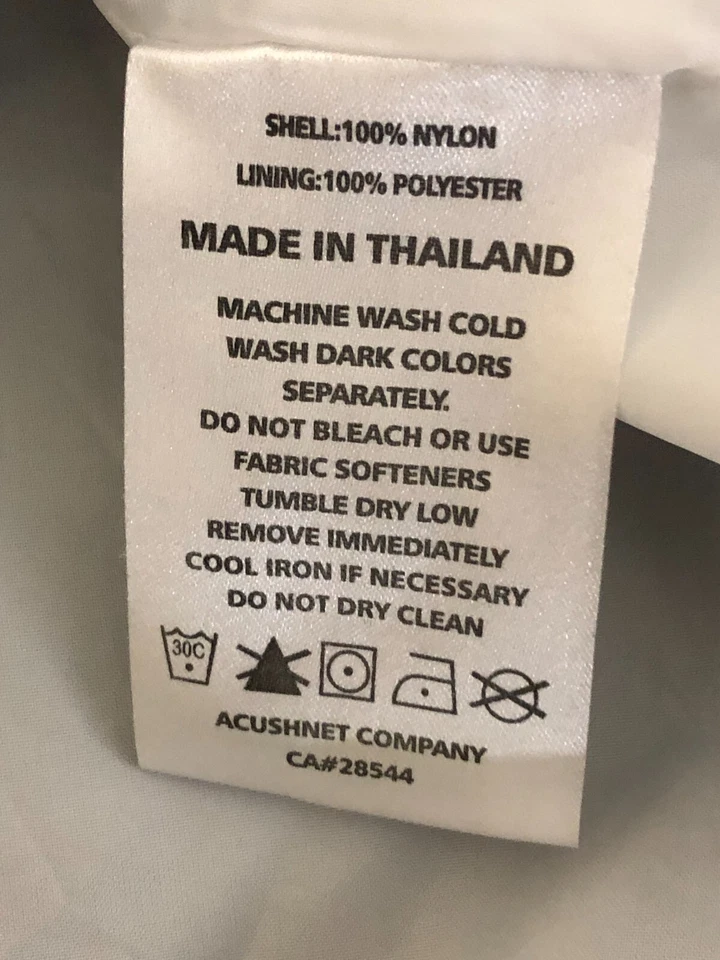 SHELL:100% NYLON
LINING:100% POLYESTER
MADE IN THAILAND
MACHINE WASH COLD
WASH DARK COLORS
SEPARATELY.
DO NOT BLEACH OR USE
FABRIC SOFTENERS
TUMBLE DRY LOW
REMOVE IMMEDIATELY
COOL IRON IF NECESSARY
DO NOT DRY CLEAN
30C
ACUSHNET COMPANY
CA#28544